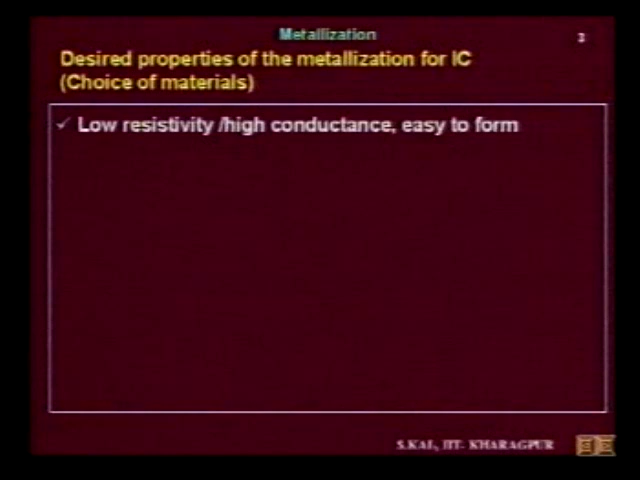 Metallization
Desired properties of the metallization for IC
(Choice of materials)
✓ Low resistivity /high conductance, easy to form
S.KAL, IIT- KHARAGPUR